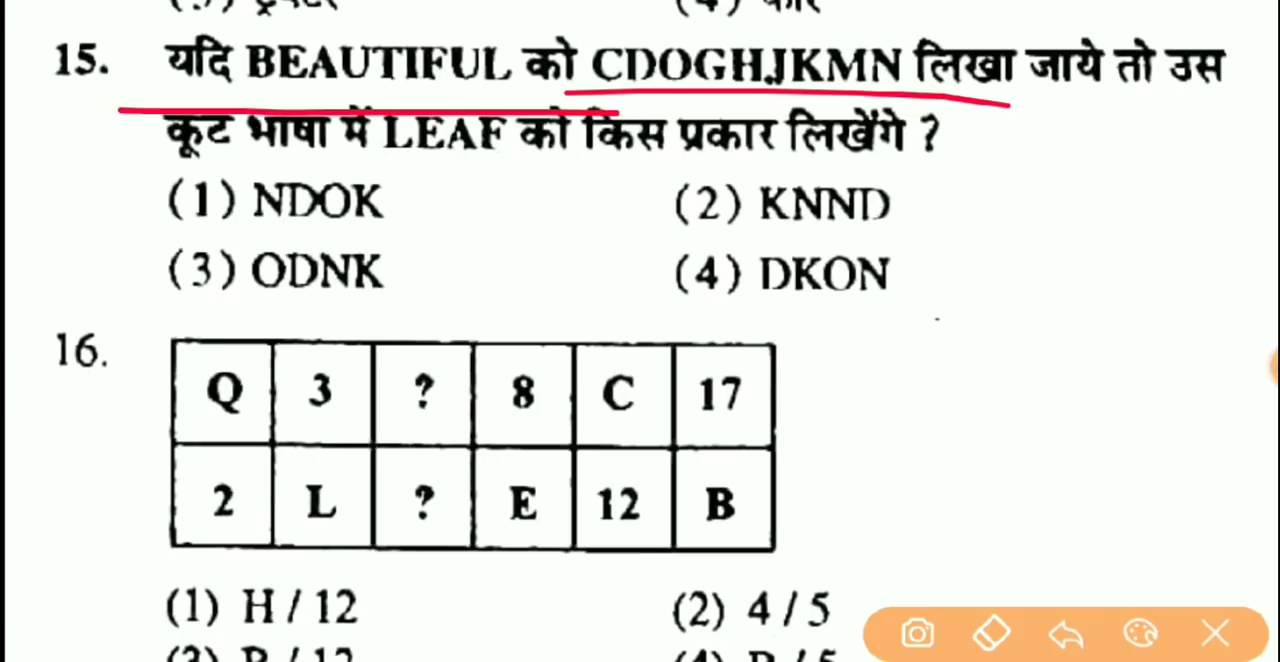 15. यदि BEAUTIFUL को CDOGHJKMN लिखा जाये तो उस
कूट भाषा में LEAF को किस प्रकार लिखेंगे ?
(1) NDOK (2) KNND
(3) ODNK (4) DKON
16.
Q 3 ? 8 C 17
2 L ? E 12 B
(1) H / 12 (2) 4 / 5